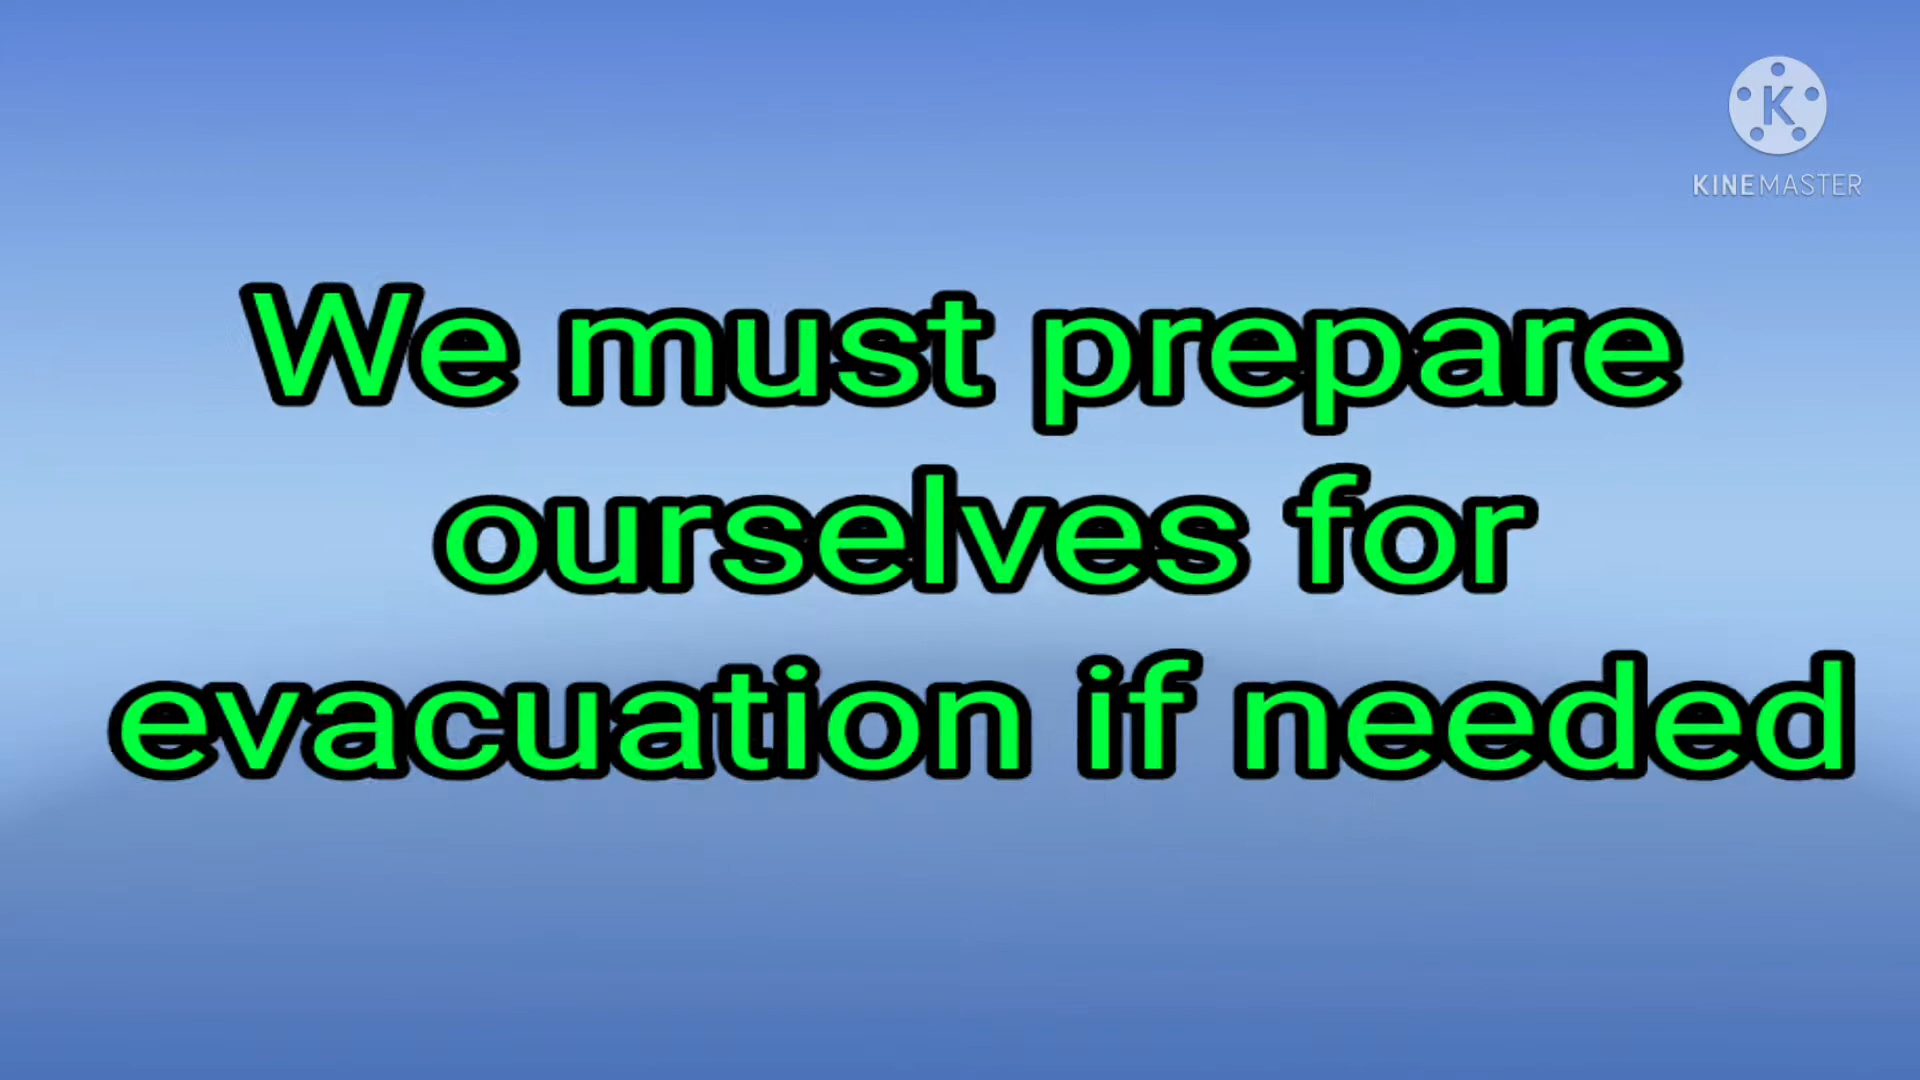 K
KINEMASTER
We must prepare
ourselves for
evacuation if needed